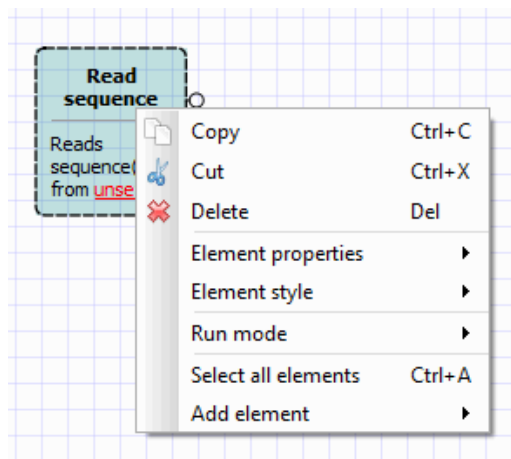 Read
sequence
Reads
sequence(
from unse
Copy Ctrl+C
Cut Ctrl+X
Delete Del
Element properties
Element style
Run mode
Select all elements Ctrl+A
Add element